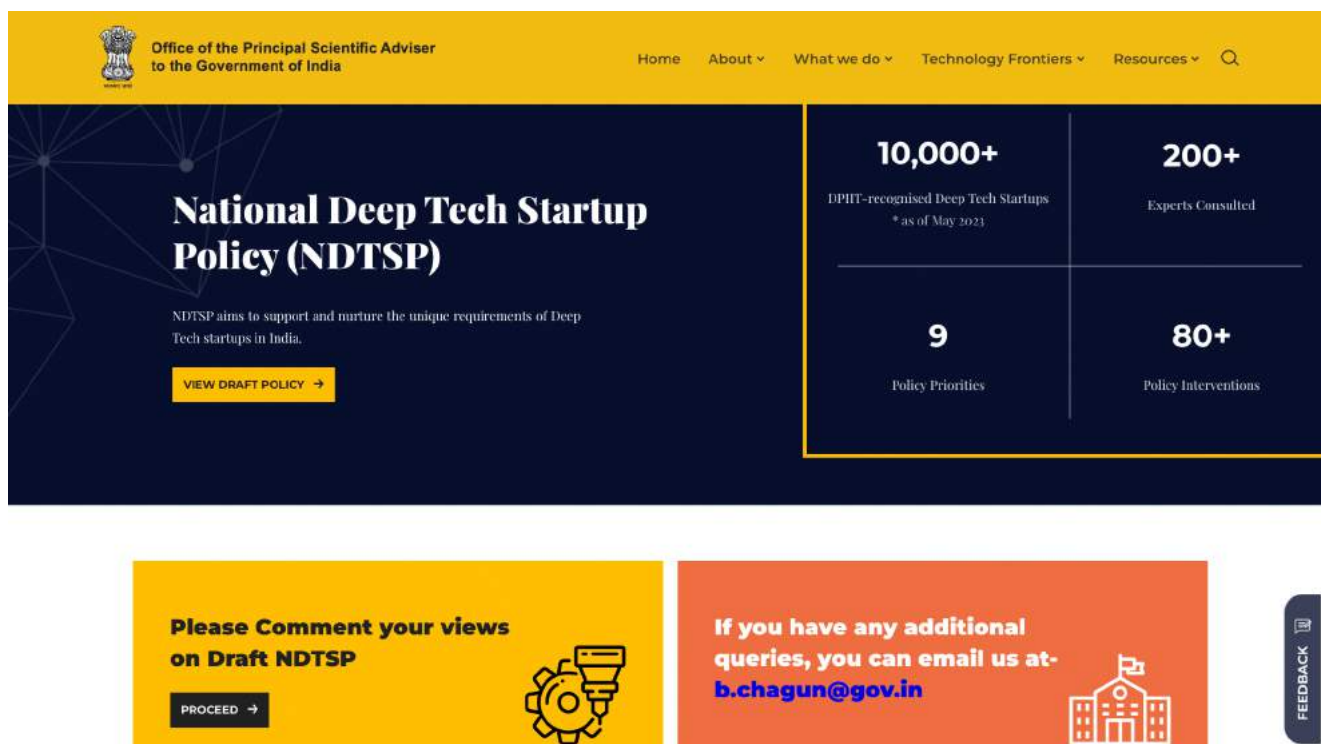 Office of the Principal Scientific Adviser
to the Government of India
Home
About
What we do
Technology Frontiers
Resources
National Deep Tech Startup
Policy (NDTSP)
NDTSP aims to support and nurture the unique requirements of Deep
Tech startups in India.
VIEW DRAFT POLICY →
10,000+
DPIIT-recognised Deep Tech Startups
* as of May 2023
200+
Experts Consulted
9
Policy Priorities
80+
Policy Interventions
Please Comment your views
on Draft NDTSP
PROCEED →
If you have any additional
queries, you can email us at-
b.chagun@gov.in
FEEDBACK